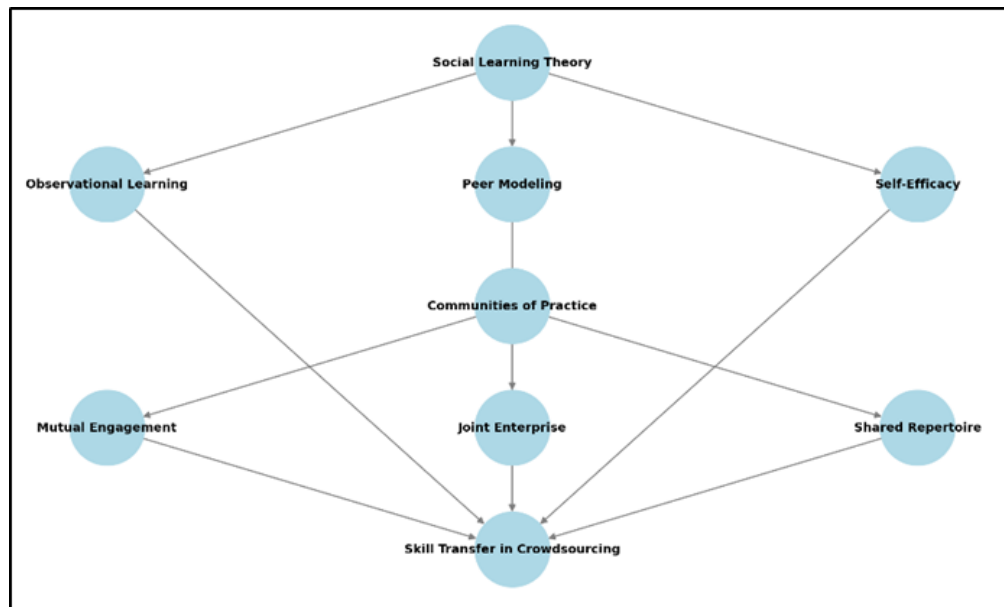 Social Learning Theory
Observational Learning
Peer Modeling
Self-Efficacy
Communities of Practice
Mutual Engagement
Joint Enterprise
Shared Repertoire
Skill Transfer in Crowdsourcing